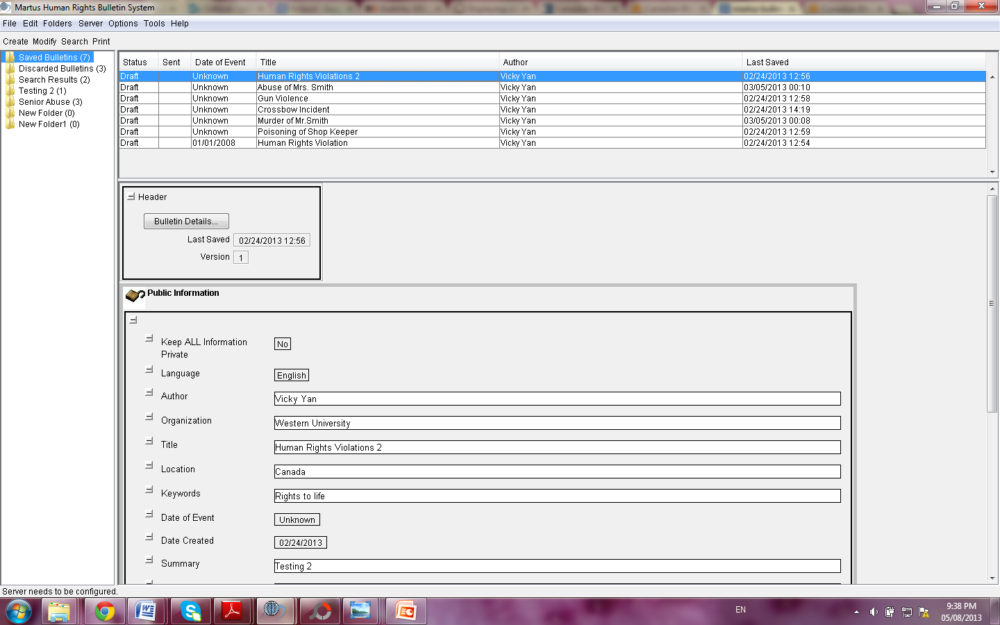 Martus Human Rights Bulletin System
File Edit Folders Server Options Tools Help
Create Modify Search Print
Saved Bulletins (7)
Discarded Bulletins (3)
Search Results (2)
Testing 2 (1)
Senior Abuse (3)
New Folder (0)
New Folder1 (0)
Status Sent Date of Event Title Author Last Saved
Draft Unknown Human Rights Violations 2 Vicky Yan 02/24/2013 12:56
Draft Unknown Abuse of Mrs. Smith Vicky Yan 03/05/2013 00:10
Draft Unknown Gun Violence Vicky Yan 02/24/2013 12:58
Draft Unknown Crossbow Incident Vicky Yan 02/24/2013 14:19
Draft Unknown Murder of Mr.Smith Vicky Yan 03/05/2013 00:08
Draft Unknown Poisoning of Shop Keeper Vicky Yan 02/24/2013 12:59
Draft 01/01/2008 Human Rights Violation Vicky Yan 02/24/2013 12:54
Header
Bulletin Details...
Last Saved 02/24/2013 12:56
Version 1
Public Information
Keep ALL Information Private No
Language English
Author Vicky Yan
Organization Western University
Title Human Rights Violations 2
Location Canada
Keywords Rights to life
Date of Event Unknown
Date Created 02/24/2013
Summary Testing 2
Server needs to be configured.
EN
9:38 PM
05/08/2013